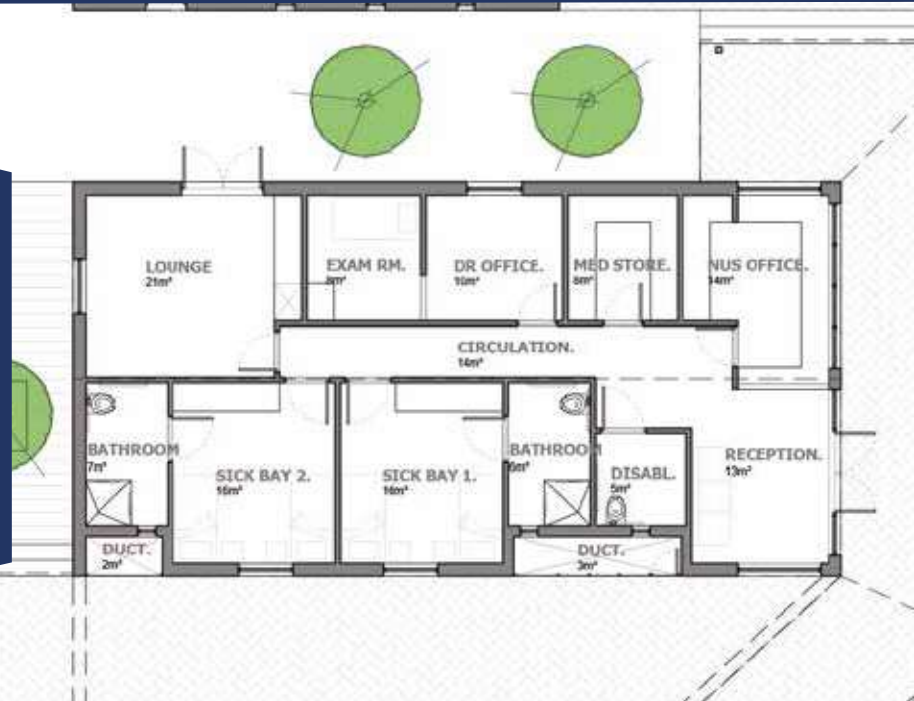 LOUNGE
21m²
EXAM RM.
8m²
DR OFFICE.
10m²
MED STORE.
8m²
NUS OFFICE.
14m²
CIRCULATION.
14m²
BATHROOM
7m²
SICK BAY 2.
16m²
SICK BAY 1.
16m²
BATHROOM
6m²
DISABL.
5m²
RECEPTION.
13m²
DUCT.
2m²
DUCT.
3m²